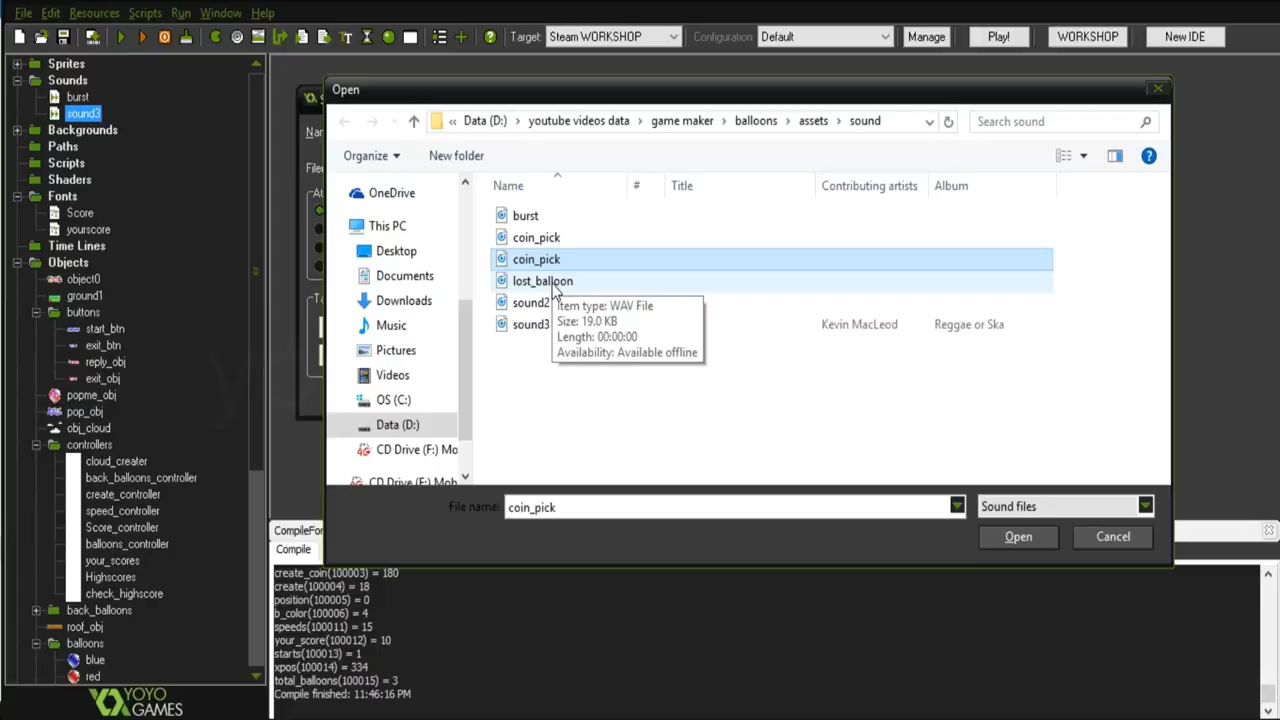 File Edit Resources Scripts Run Window Help
Target: Steam WORKSHOP Configuration: Default Manage Play! WORKSHOP New IDE
Sprites
Sounds
burst
sound3
Backgrounds
Paths
Scripts
Shaders
Fonts
Score
yourscore
Time Lines
Objects
object0
ground1
buttons
start_btn
exit_btn
reply_obj
exit_obj
popme_obj
pop_obj
obj_cloud
controllers
cloud_creater
back_balloons_controller
create_controller
speed_controller
Score_controller
balloons_controller
your_scores
Highscores
check_highscore
back_balloons
roof_obj
balloons
blue
red
YOYO
GAMES
Open
« Data (D:) › youtube videos data › game maker › balloons › assets › sound
Search sound
Organize New folder
OneDrive
This PC
Desktop
Documents
Downloads
Music
Pictures
Videos
OS (C:)
Data (D:)
CD Drive (F:) Mo
CD Drive (F:) Mob
Name # Title Contributing artists Album
burst
coin_pick
coin_pick
lost_balloon
sound2
sound3 Kevin MacLeod Reggae or Ska
Item type: WAV File
Size: 19.0 KB
Length: 00:00:00
Availability: Available offline
File name: coin_pick Sound files
Open Cancel
Compile
create_coin(100003) = 180
create(100004) = 18
position(100005) = 0
b_color(100006) = 4
speeds(100011) = 15
your_score(100012) = 10
starts(100013) = 1
xpos(100014) = 334
total_balloons(100015) = 3
Compile finished: 11:46:16 PM